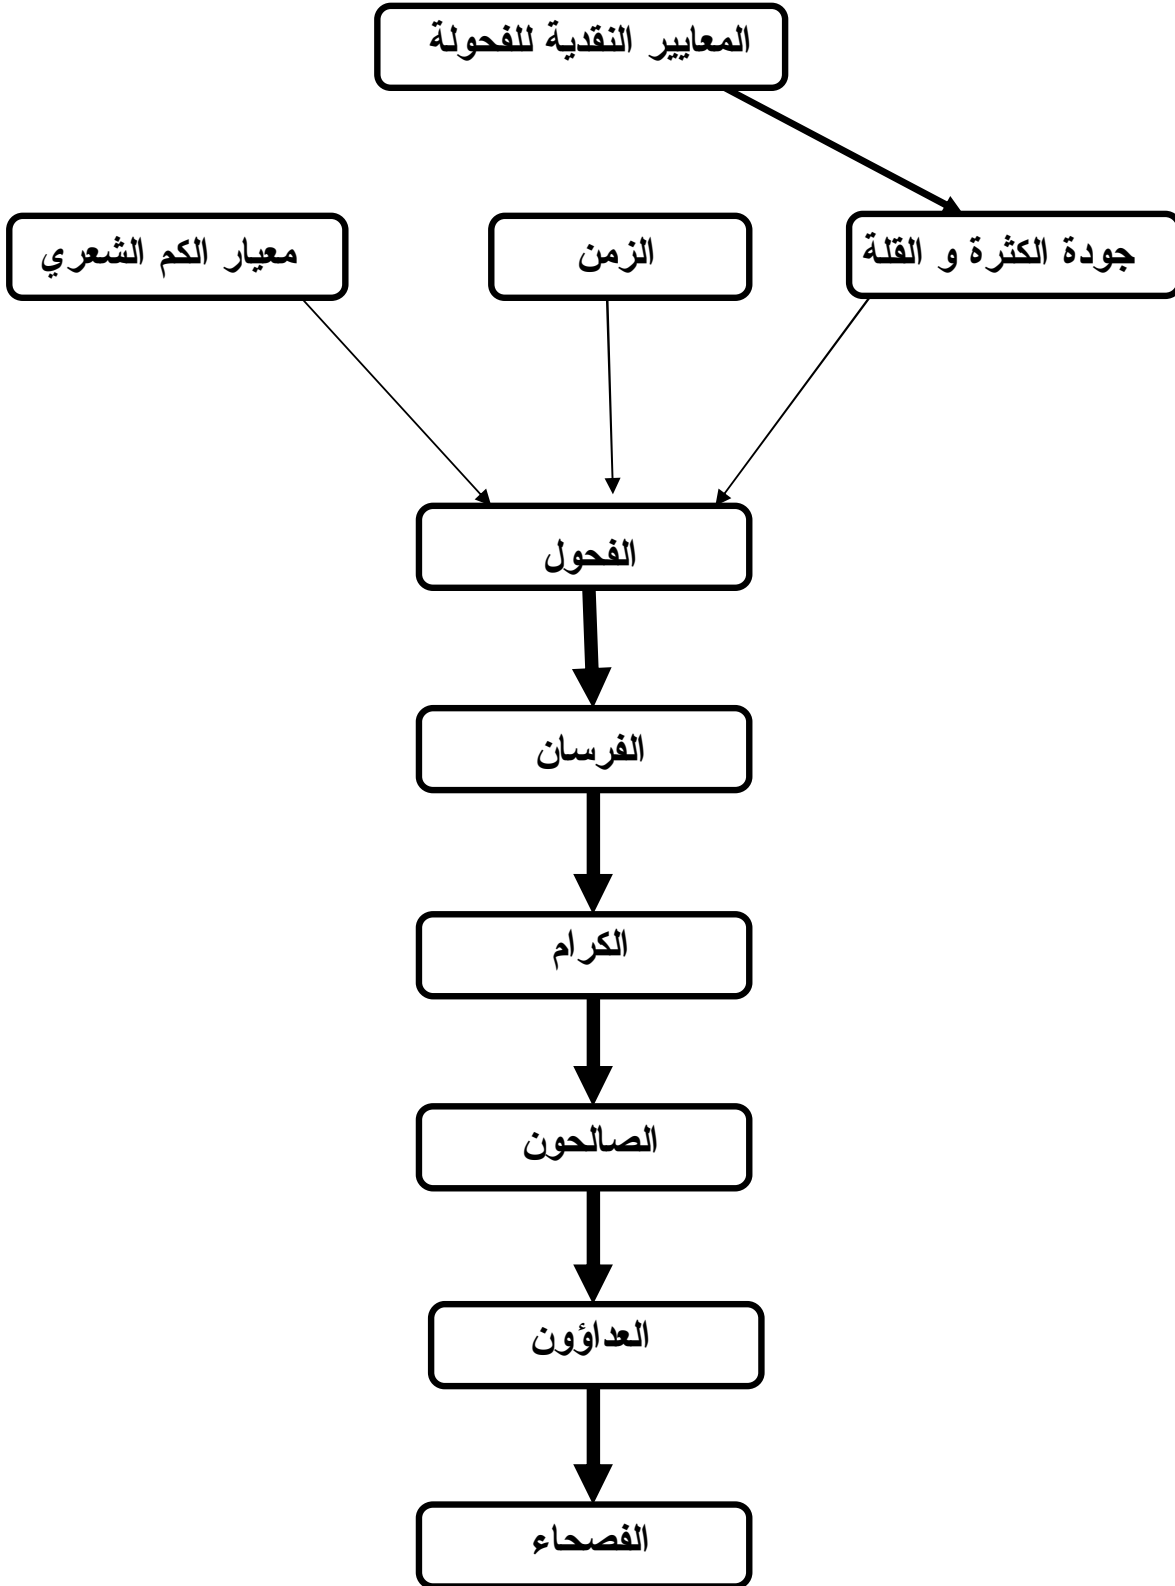 المعايير النقدية للفحولة
جودة الكثرة و القلة
الزمن
معيار الكم الشعري
الفحول
الفرسان
الكرام
الصالحون
العداؤون
الفصحاء